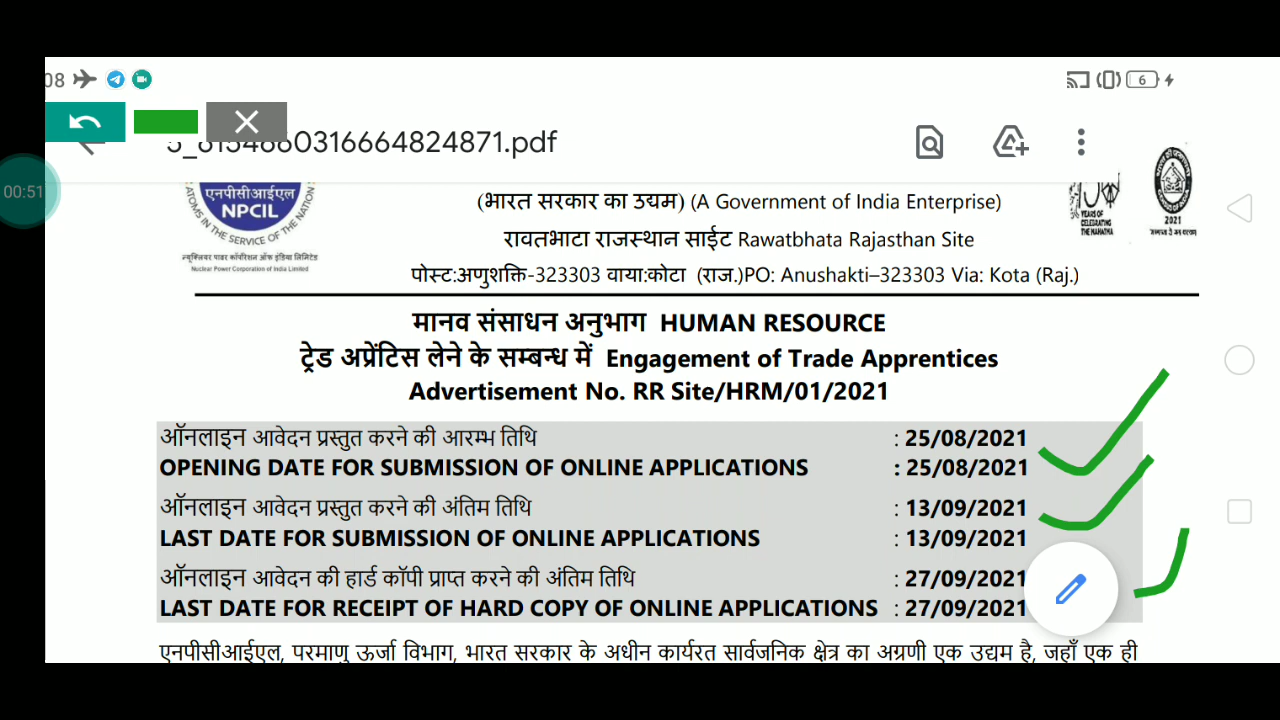 08
6
00:51
5_6154660316664824871.pdf
एनपीसीआईएल
NPCIL
ATOMS IN THE SERVICE OF THE NATION
न्यूक्लियर पावर कॉर्पोरेशन ऑफ इंडिया लिमिटेड
Nuclear Power Corporation of India Limited
(भारत सरकार का उद्यम) (A Government of India Enterprise)
रावतभाटा राजस्थान साईट Rawatbhata Rajasthan Site
पोस्ट:अणुशक्ति-323303 वाया:कोटा (राज.)PO: Anushakti–323303 Via: Kota (Raj.)
YEARS OF
CELEBRATING
THE MAHATMA
2021
मानव संसाधन अनुभाग HUMAN RESOURCE
ट्रेड अप्रेंटिस लेने के सम्बन्ध में Engagement of Trade Apprentices
Advertisement No. RR Site/HRM/01/2021
ऑनलाइन आवेदन प्रस्तुत करने की आरम्भ तिथि : 25/08/2021
OPENING DATE FOR SUBMISSION OF ONLINE APPLICATIONS : 25/08/2021
ऑनलाइन आवेदन प्रस्तुत करने की अंतिम तिथि : 13/09/2021
LAST DATE FOR SUBMISSION OF ONLINE APPLICATIONS : 13/09/2021
ऑनलाइन आवेदन की हार्ड कॉपी प्राप्त करने की अंतिम तिथि : 27/09/2021
LAST DATE FOR RECEIPT OF HARD COPY OF ONLINE APPLICATIONS : 27/09/2021
एनपीसीआईएल, परमाणु ऊर्जा विभाग, भारत सरकार के अधीन कार्यरत सार्वजनिक क्षेत्र का अग्रणी एक उद्यम है, जहाँ एक ही